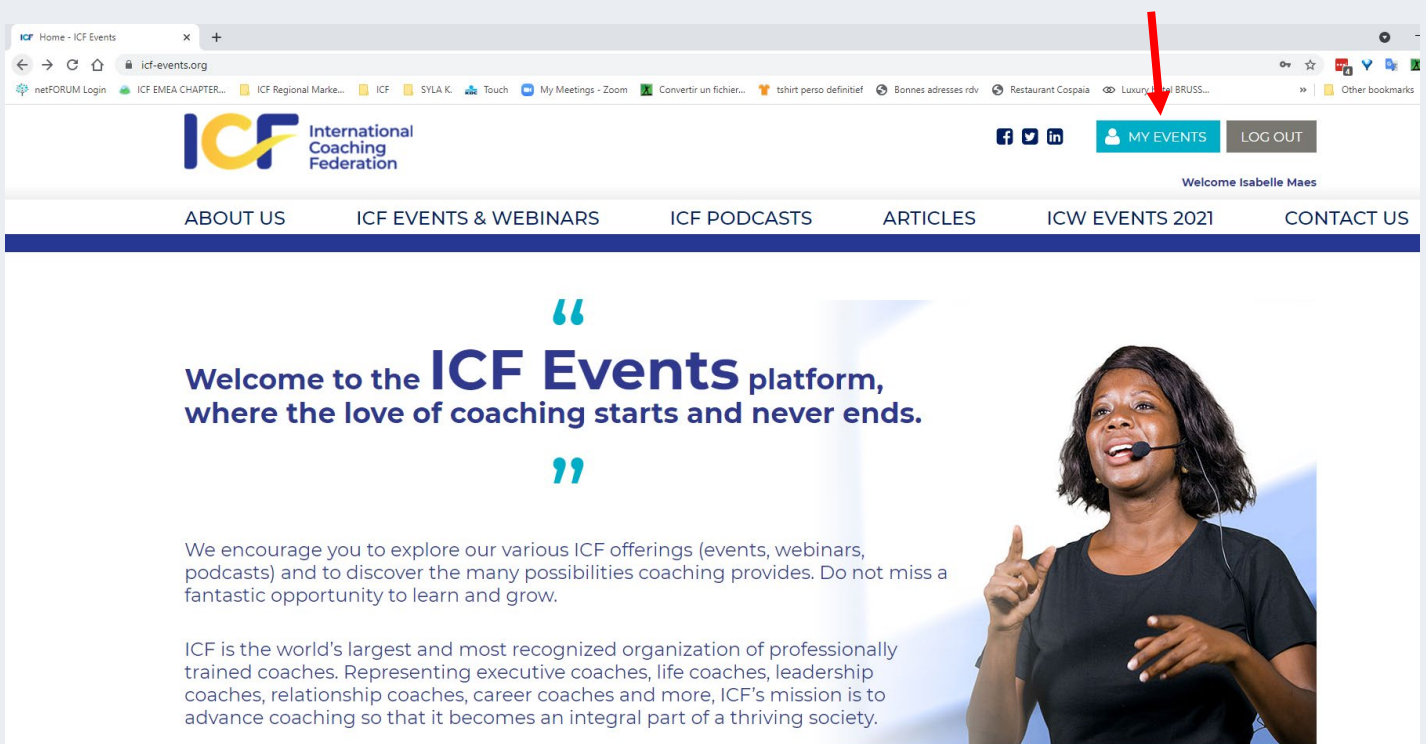 ICF Home - ICF Events
icf-events.org
netFORUM Login ICF EMEA CHAPTER... ICF Regional Marke... ICF SYLA K. Touch My Meetings - Zoom Convertir un fichier... tshirt perso definitief Bonnes adresses rdv Restaurant Cospaia Luxury hotel BRUSS... » Other bookmarks
ICF International
Coaching
Federation
MY EVENTS LOG OUT
Welcome Isabelle Maes
ABOUT US ICF EVENTS & WEBINARS ICF PODCASTS ARTICLES ICW EVENTS 2021 CONTACT US
“
Welcome to the ICF Events platform,
where the love of coaching starts and never ends.
”
We encourage you to explore our various ICF offerings (events, webinars,
podcasts) and to discover the many possibilities coaching provides. Do not miss a
fantastic opportunity to learn and grow.
ICF is the world's largest and most recognized organization of professionally
trained coaches. Representing executive coaches, life coaches, leadership
coaches, relationship coaches, career coaches and more, ICF's mission is to
advance coaching so that it becomes an integral part of a thriving society.